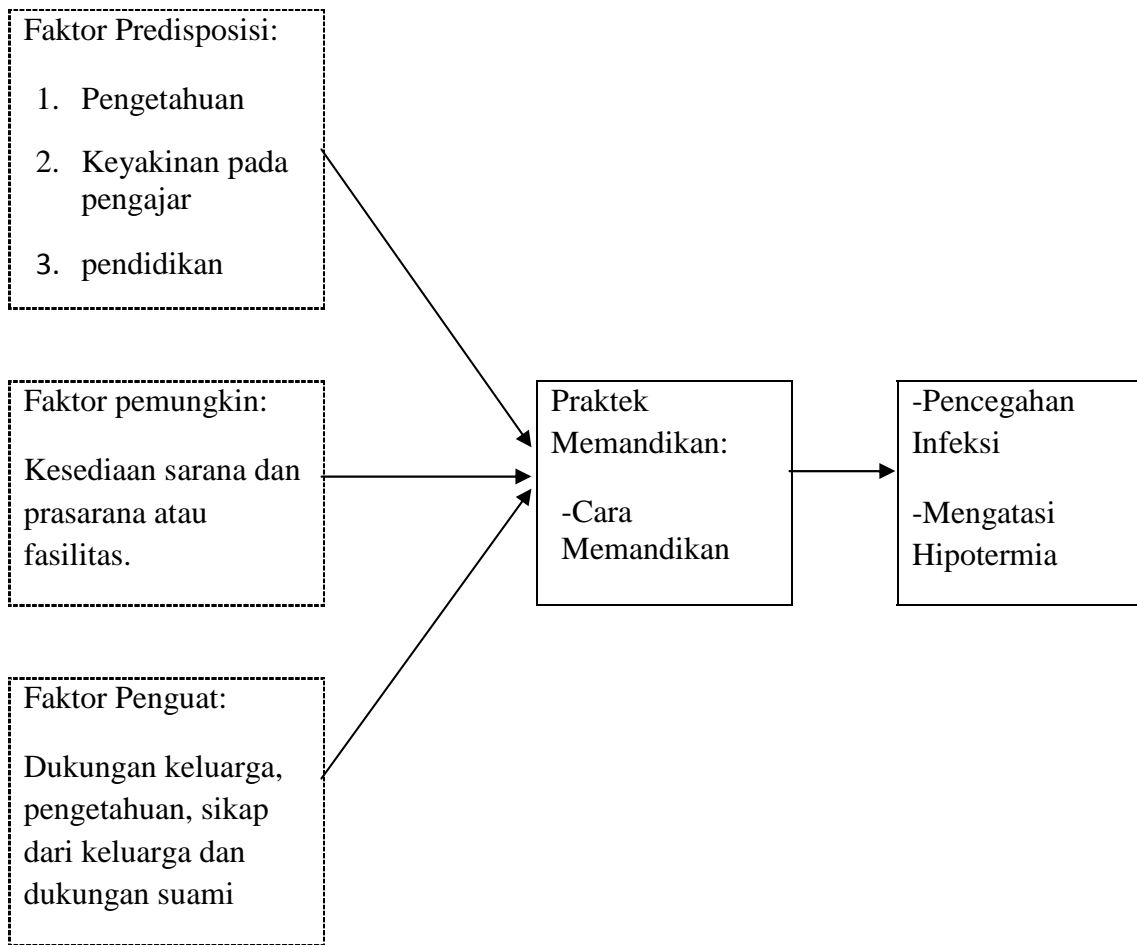 Faktor Predisposisi:
1. Pengetahuan
2. Keyakinan pada
pengajar
3. pendidikan
Faktor pemungkin:
Kesediaan sarana dan
prasarana atau
fasilitas.
Faktor Penguat:
Dukungan keluarga,
pengetahuan, sikap
dari keluarga dan
dukungan suami
Praktek
Memandikan:
-Cara
Memandikan
-Pencegahan
Infeksi
-Mengatasi
Hipotermia